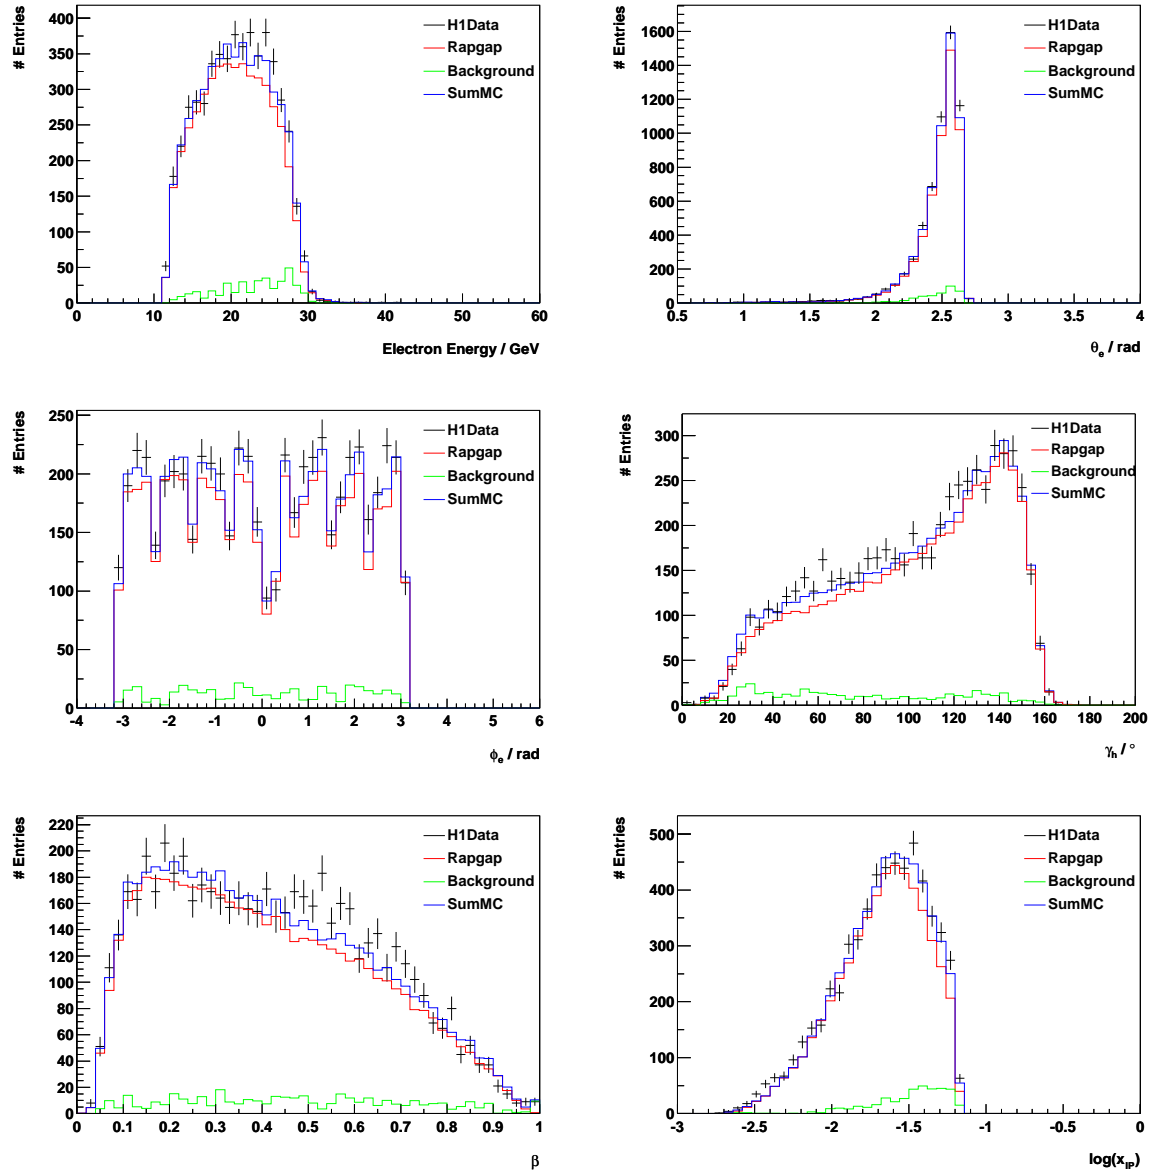 # Entries
400
350
300
250
200
150
100
50
0
H1Data
Rapgap
Background
SumMC
0 10 20 30 40 50 60
Electron Energy / GeV
# Entries
1600
1400
1200
1000
800
600
400
200
0
H1Data
Rapgap
Background
SumMC
0.5 1 1.5 2 2.5 3 3.5 4
θe / rad
# Entries
250
200
150
100
50
0
H1Data
Rapgap
Background
SumMC
-4 -3 -2 -1 0 1 2 3 4 5 6
ϕe / rad
# Entries
300
250
200
150
100
50
0
H1Data
Rapgap
Background
SumMC
0 20 40 60 80 100 120 140 160 180 200
γh / °
# Entries
220
200
180
160
140
120
100
80
60
40
20
0
H1Data
Rapgap
Background
SumMC
0 0.1 0.2 0.3 0.4 0.5 0.6 0.7 0.8 0.9 1
β
# Entries
500
400
300
200
100
0
H1Data
Rapgap
Background
SumMC
-3 -2.5 -2 -1.5 -1 -0.5 0
log(xIP)